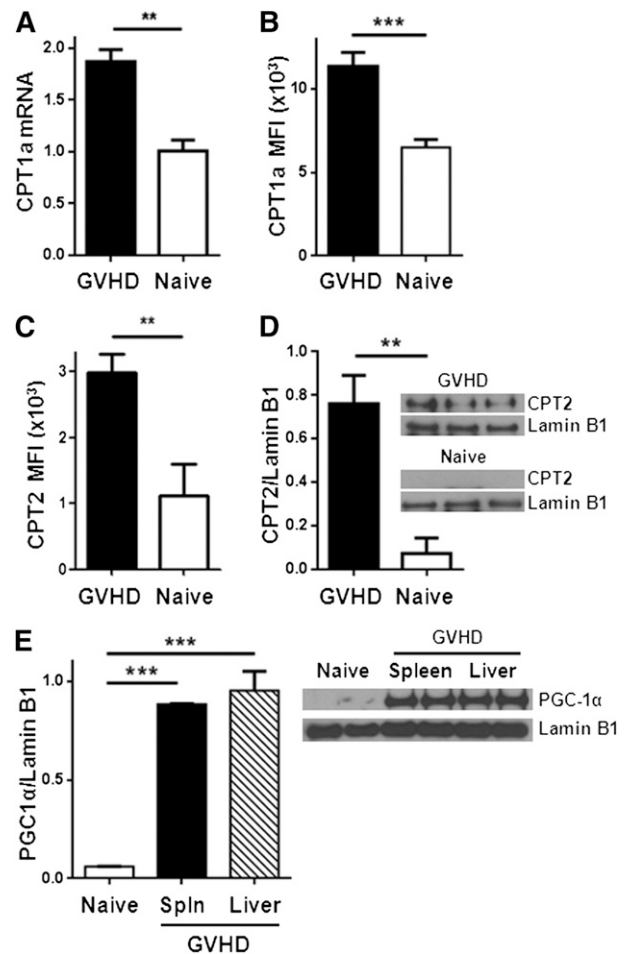 A
**
CPT1a mRNA
2.0
1.5
1.0
0.5
0.0
GVHD Naive
B
***
CPT1a MFI (x10³)
10
5
0
GVHD Naive
C
**
CPT2 MFI (x10³)
3
2
1
0
GVHD Naive
D
**
CPT2/Lamin B1
1.0
0.8
0.6
0.4
0.2
0.0
GVHD Naive
GVHD
CPT2
Lamin B1
Naive
CPT2
Lamin B1
E
***
***
PGC1α/Lamin B1
1.0
0.5
0.0
Naive Spln Liver
GVHD
GVHD
Naive Spleen Liver
PGC-1α
Lamin B1